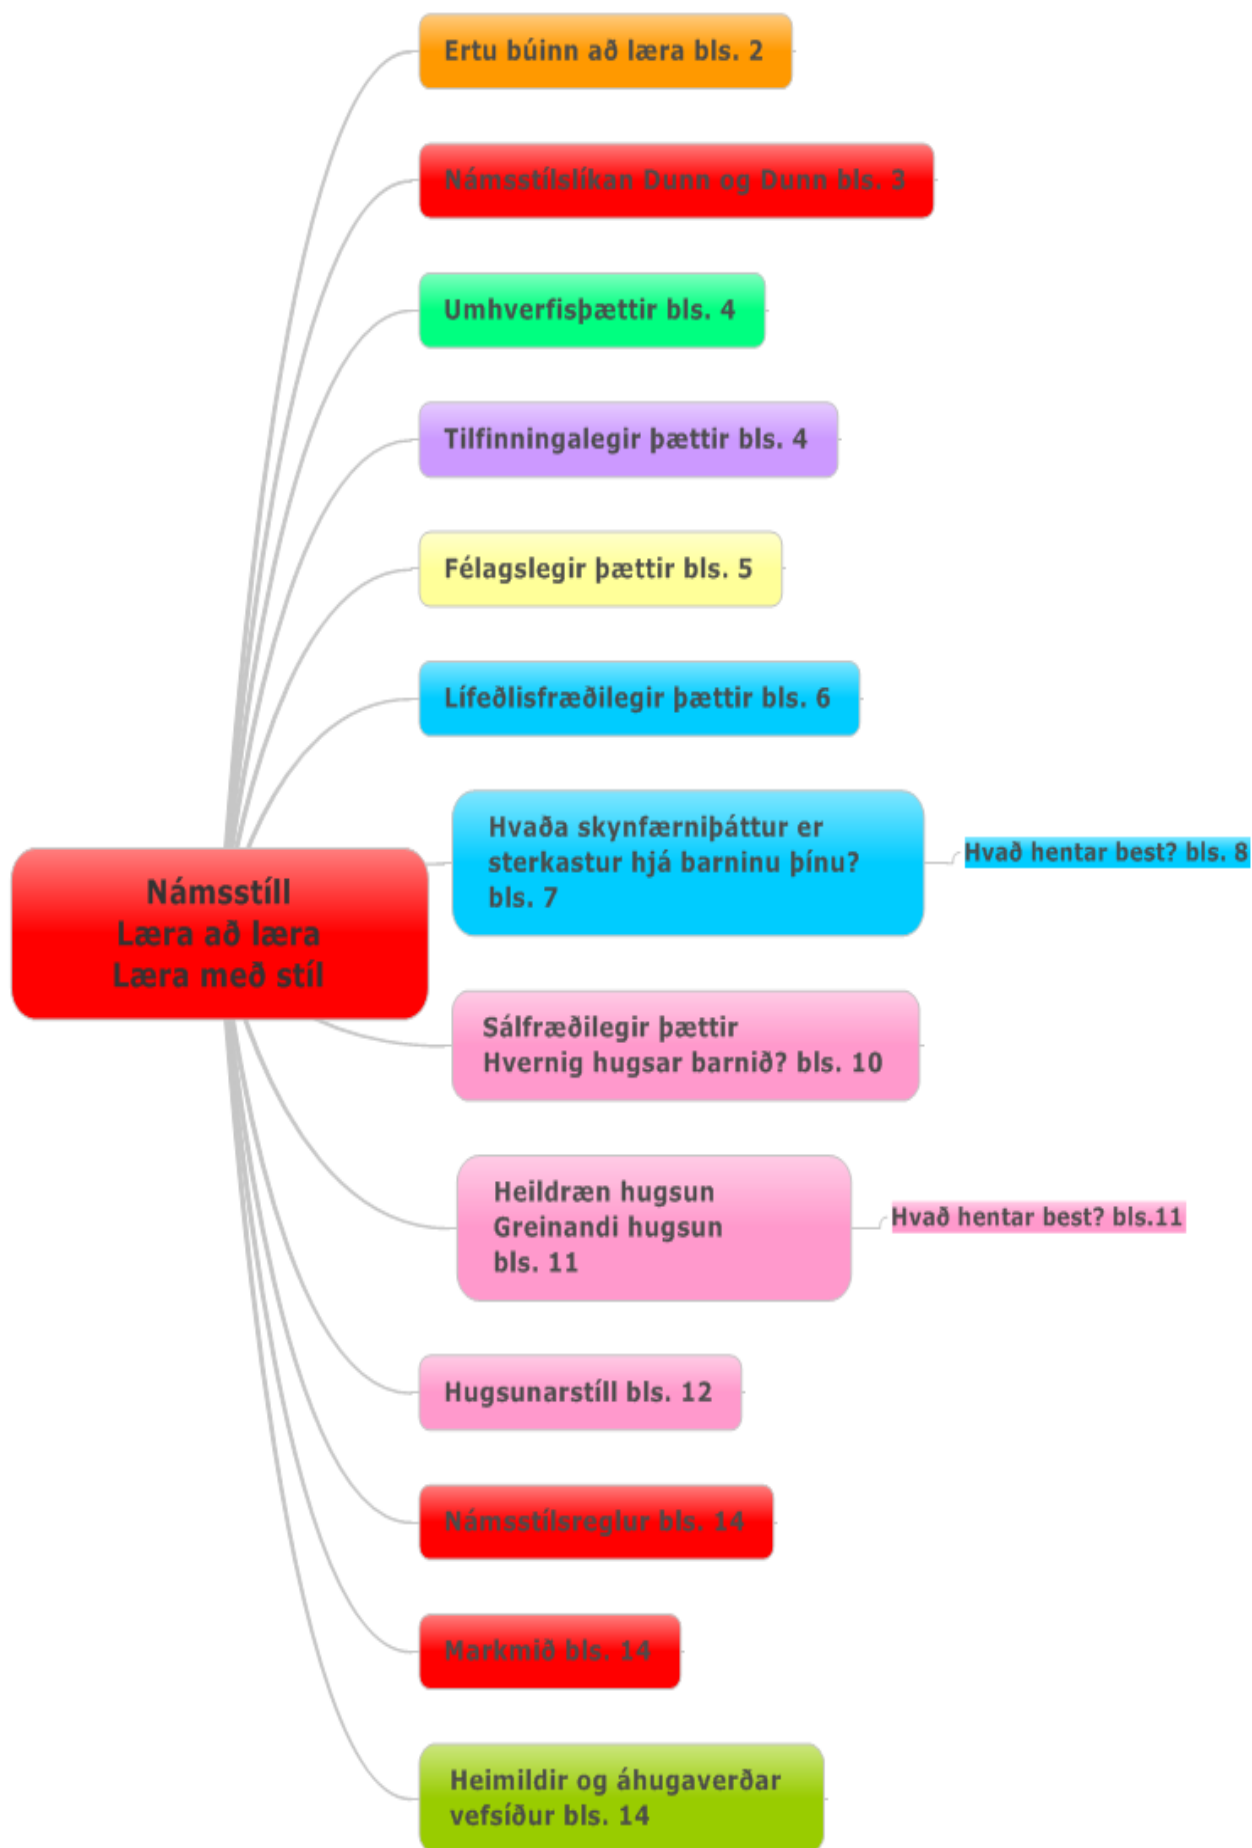 Ertu búinn að læra bls. 2
Námsstílslíkan Dunn og Dunn bls. 3
Umhverfisþættir bls. 4
Tilfinningalegir þættir bls. 4
Félagslegir þættir bls. 5
Lífeðlisfræðilegir þættir bls. 6
Hvaða skynfærniþáttur er
sterkastur hjá barninu þínu?
bls. 7
Hvað hentar best? bls. 8
Námsstíll
Læra að læra
Læra með stíl
Sálfræðilegir þættir
Hvernig hugsar barnið? bls. 10
Heildræn hugsun
Greinandi hugsun
bls. 11
Hvað hentar best? bls.11
Hugsunarstíll bls. 12
Námsstílsreglur bls. 14
Markmið bls. 14
Heimildir og áhugaverðar
vefsíður bls. 14